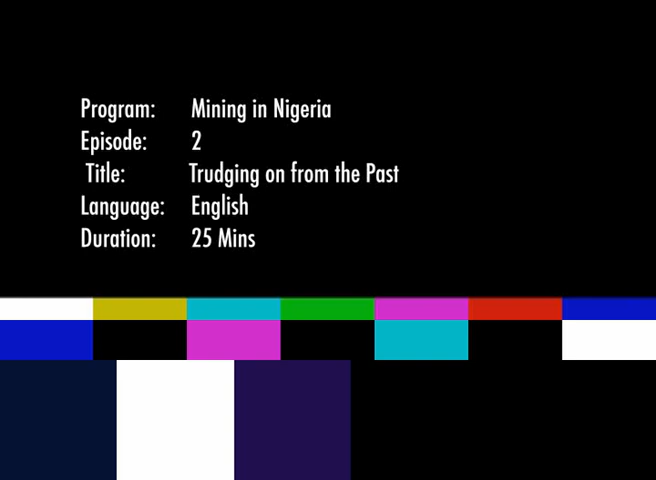 Program: Mining in Nigeria
Episode: 2
Title: Trudging on from the Past
Language: English
Duration: 25 Mins